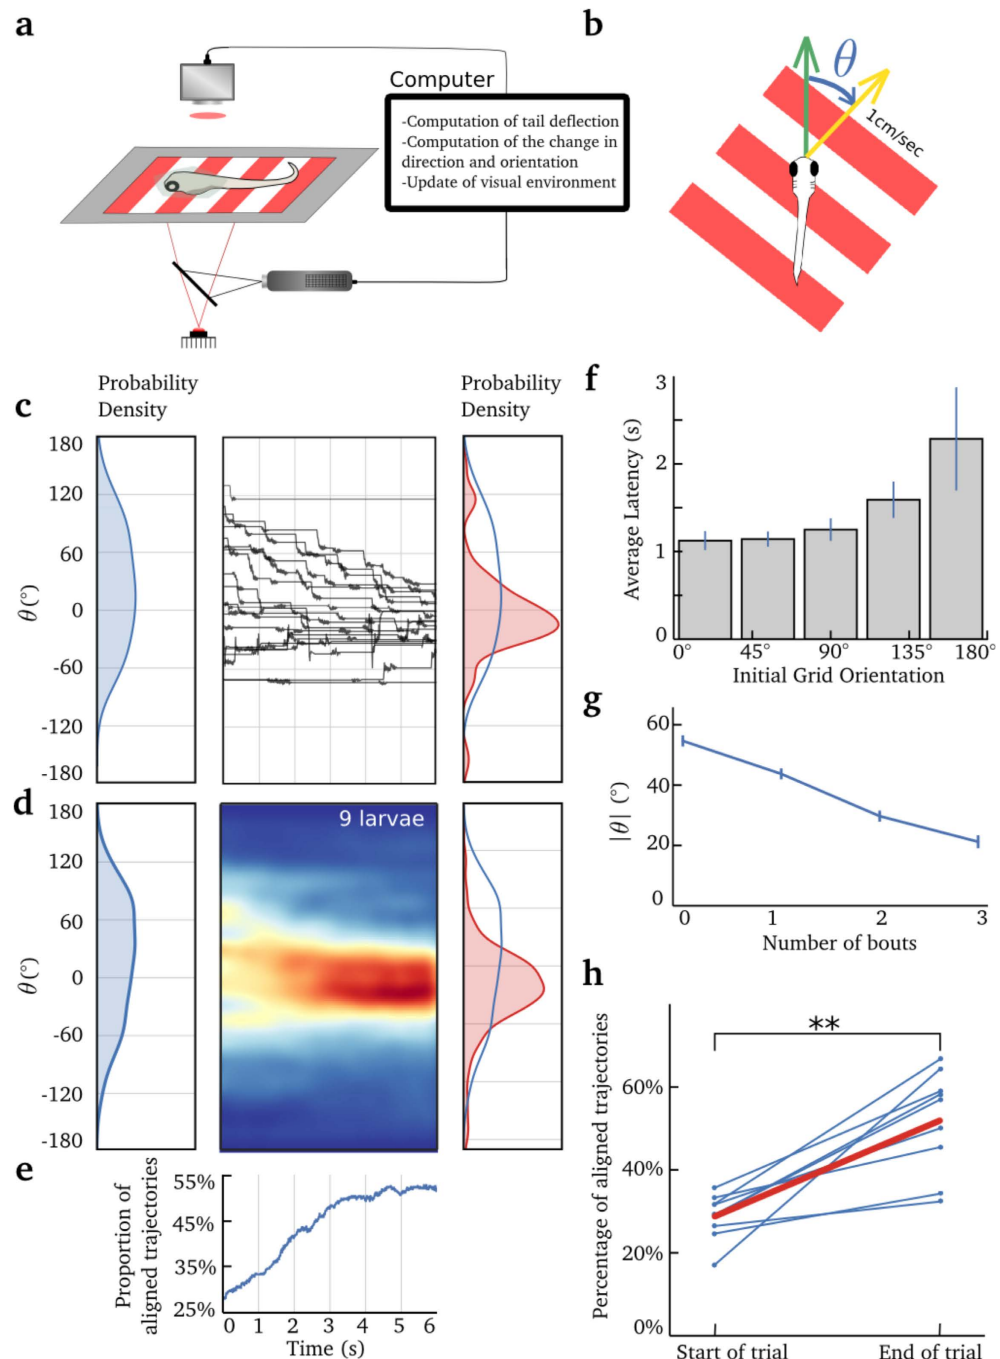 a
Computer
-Computation of tail deflection
-Computation of the change in
direction and orientation
-Update of visual environment
b
θ
1cm/sec
c
Probability
Density
Probability
Density
θ(°)
180
120
60
0
-60
-120
-180
d
9 larvae
θ(°)
180
120
60
0
-60
-120
-180
e
Proportion of
aligned trajectories
55%
45%
35%
25%
0 1 2 3 4 5 6
Time (s)
f
Average Latency (s)
3
2
1
0
0° 45° 90° 135° 180°
Initial Grid Orientation
g
|θ| (°)
60
40
20
0
0 1 2 3
Number of bouts
h
Percentage of aligned trajectories
**
60%
40%
20%
0%
Start of trial End of trial